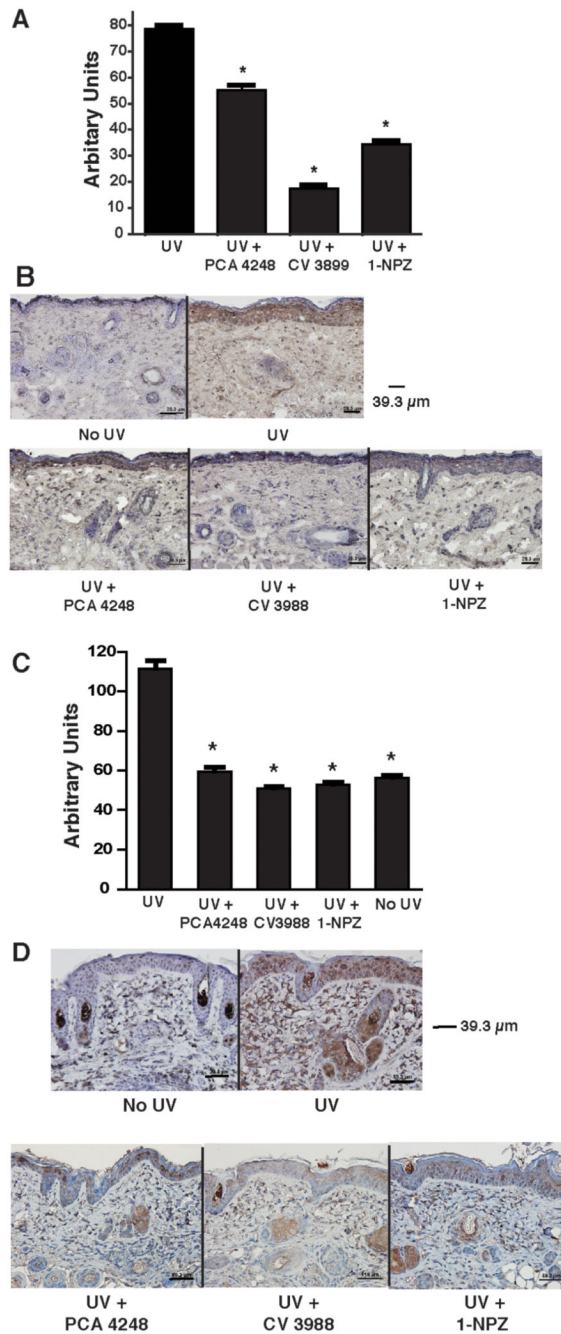 A
Arbitary Units
80
70
60
50
40
30
20
10
0
*
*
*
UV
UV +
PCA 4248
UV +
CV 3899
UV +
1-NPZ
B
39.3 µm
No UV
UV
UV +
PCA 4248
UV +
CV 3988
UV +
1-NPZ
C
Arbitrary Units
120
100
80
60
40
20
0
*
*
*
*
UV
UV +
PCA4248
UV +
CV3988
UV +
1-NPZ
No UV
D
39.3 µm
No UV
UV
UV +
PCA 4248
UV +
CV 3988
UV +
1-NPZ